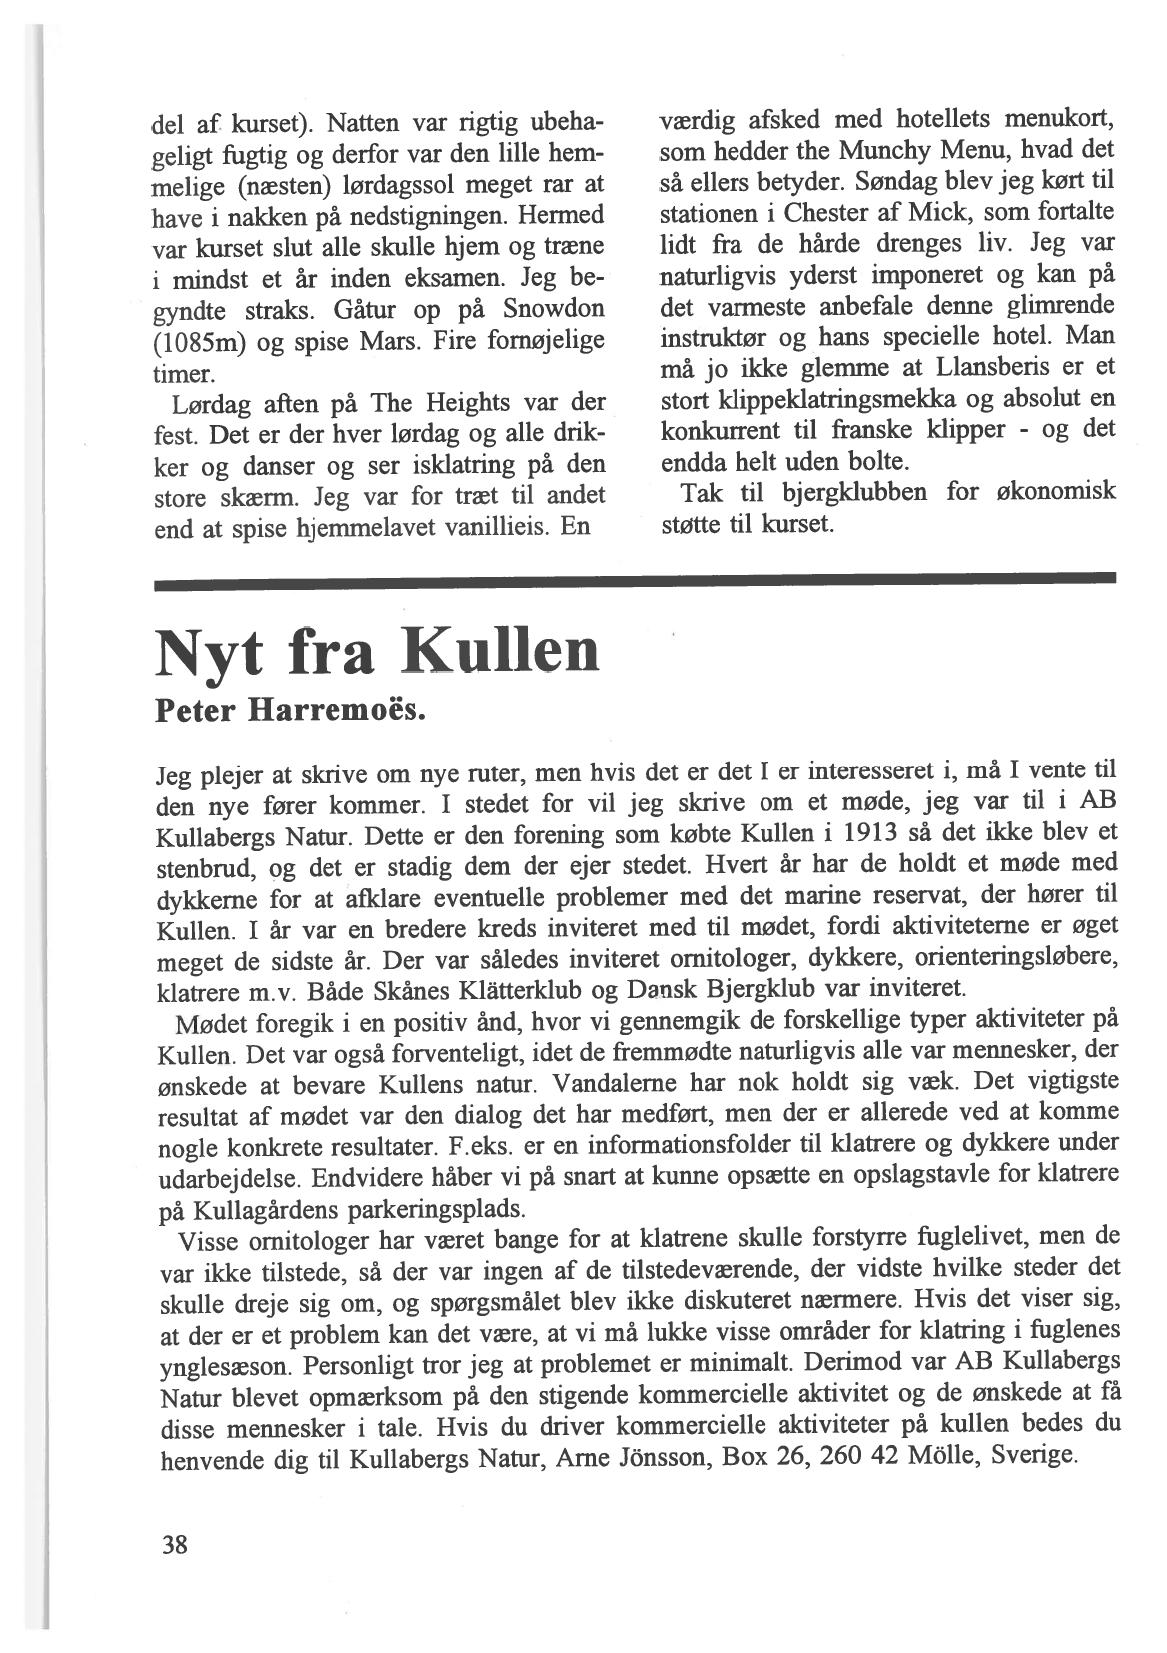 del af kurset). Natten var rigtig ubeha-
geligt fugtig og derfor var den lille hem-
melige (næsten) lørdagssol meget rar at
have i nakken på nedstigningen. Hermed
var kurset slut alle skulle hjem og træne
i mindst et år inden eksamen. Jeg be-
gyndte straks. Gåtur op på Snowdon
(1085m) og spise Mars. Fire fornøjelige
timer.
Lørdag aften på The Heights var der
fest. Det er der hver lørdag og alle drik-
ker og danser og ser isklatring på den
store skærm. Jeg var for træt til andet
end at spise hjemmelavet vanillieis. En
værdig afsked med hotellets menukort,
som hedder the Munchy Menu, hvad det
så ellers betyder. Søndag blev jeg kørt til
stationen i Chester af Mick, som fortalte
lidt fra de hårde drenges liv. Jeg var
naturligvis yderst imponeret og kan på
det varmeste anbefale denne glimrende
instruktør og hans specielle hotel. Man
må jo ikke glemme at Llansberis er et
stort klippeklatringsmekka og absolut en
konkurrent til franske klipper - og det
endda helt uden bolte.
Tak til bjergklubben for økonomisk
støtte til kurset.
Nyt fra Kullen
Peter Harremoës.
Jeg plejer at skrive om nye ruter, men hvis det er det I er interesseret i, må I vente til
den nye fører kommer. I stedet for vil jeg skrive om et møde, jeg var til i AB
Kullabergs Natur. Dette er den forening som købte Kullen i 1913 så det ikke blev et
stenbrud, og det er stadig dem der ejer stedet. Hvert år har de holdt et møde med
dykkerne for at afklare eventuelle problemer med det marine reservat, der hører til
Kullen. I år var en bredere kreds inviteret med til mødet, fordi aktiviteterne er øget
meget de sidste år. Der var således inviteret ornitologer, dykkere, orienteringsløbere,
klatrere m.v. Både Skånes Klätterklub og Dansk Bjergklub var inviteret.
Mødet foregik i en positiv ånd, hvor vi gennemgik de forskellige typer aktiviteter på
Kullen. Det var også forventeligt, idet de fremmødte naturligvis alle var mennesker, der
ønskede at bevare Kullens natur. Vandalerne har nok holdt sig væk. Det vigtigste
resultat af mødet var den dialog det har medført, men der er allerede ved at komme
nogle konkrete resultater. F.eks. er en informationsfolder til klatrere og dykkere under
udarbejdelse. Endvidere håber vi på snart at kunne opsætte en opslagstavle for klatrere
på Kullagårdens parkeringsplads.
Visse ornitologer har været bange for at klatrene skulle forstyrre fuglelivet, men de
var ikke tilstede, så der var ingen af de tilstedeværende, der vidste hvilke steder det
skulle dreje sig om, og spørgsmålet blev ikke diskuteret nærmere. Hvis det viser sig,
at der er et problem kan det være, at vi må lukke visse områder for klatring i fuglenes
ynglesæson. Personligt tror jeg at problemet er minimalt. Derimod var AB Kullabergs
Natur blevet opmærksom på den stigende kommercielle aktivitet og de ønskede at få
disse mennesker i tale. Hvis du driver kommercielle aktiviteter på kullen bedes du
henvende dig til Kullabergs Natur, Arne Jönsson, Box 26, 260 42 Mölle, Sverige.
38